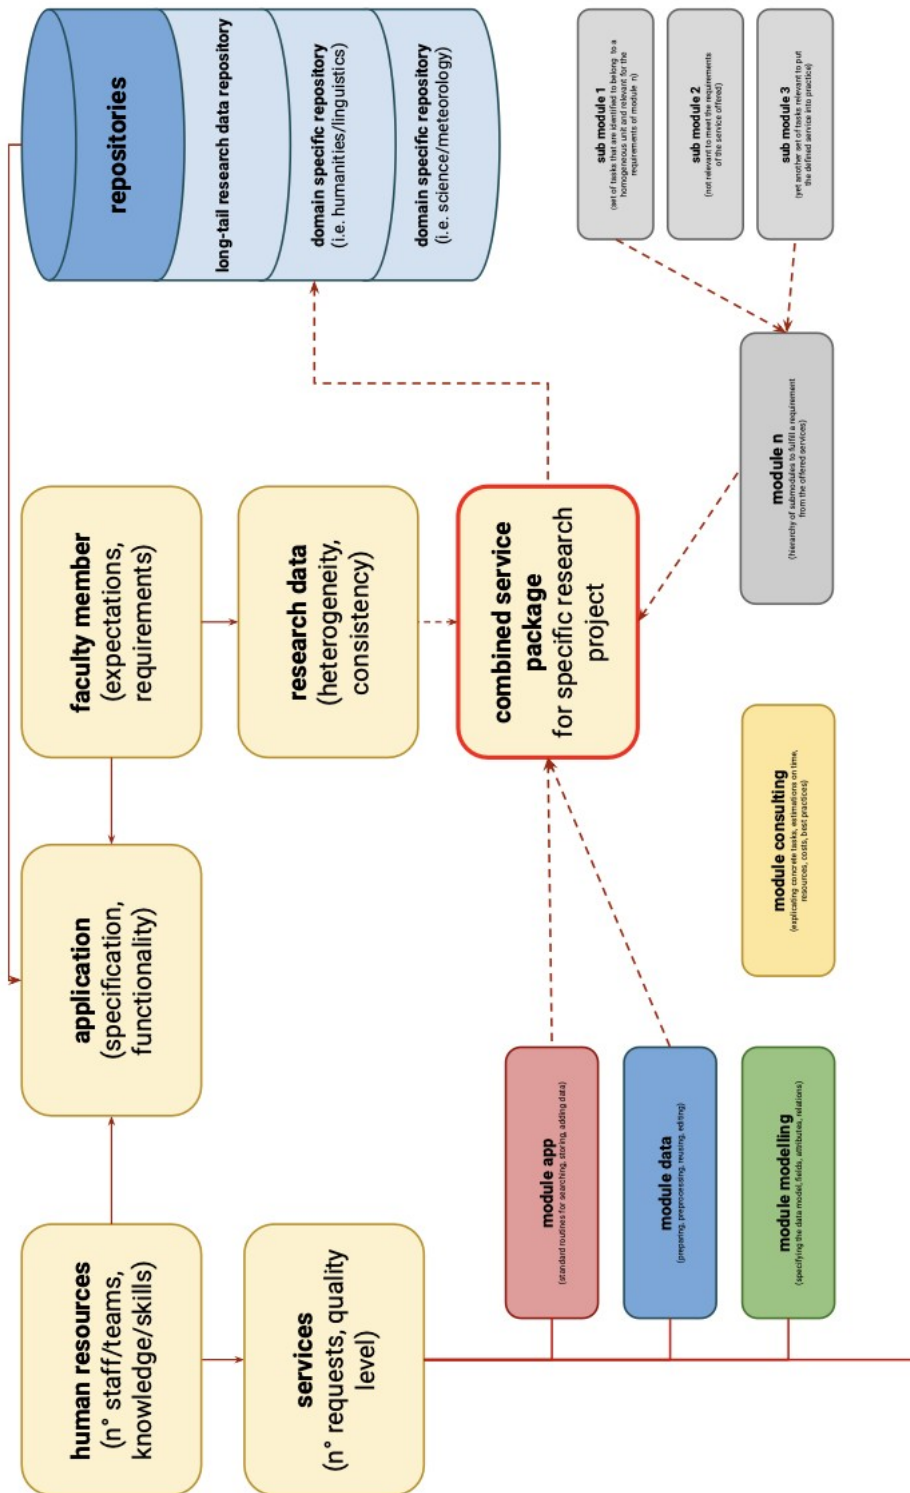 human resources
(n° staff/teams,
knowledge/skills)
application
(specification,
functionality)
faculty member
(expectations,
requirements)
repositories
long-tail research data repository
domain specific repository
(i.e. humanities/linguistics)
domain specific repository
(i.e. science/meteorology)
services
(n° requests, quality
level)
research data
(heterogeneity,
consistency)
combined service
package
for specific research
project
module app
(standard routines for searching, storing, adding data)
module data
(preparing, preprocessing, reusing, editing)
module modelling
(specifying the data model, fields, attributes, relations)
module consulting
(explicating concrete tasks, estimations on time,
resources, costs, best practices)
module n
(hierarchy of submodules to fulfill a requirement
from the offered services)
sub module 1
(set of tasks that are identified to belong to a
homogeneous unit and relevant for the
requirements of module n)
sub module 2
(not relevant to meet the requirements
of the service offered)
sub module 3
(yet another set of tasks relevant to put
the defined service into practice)